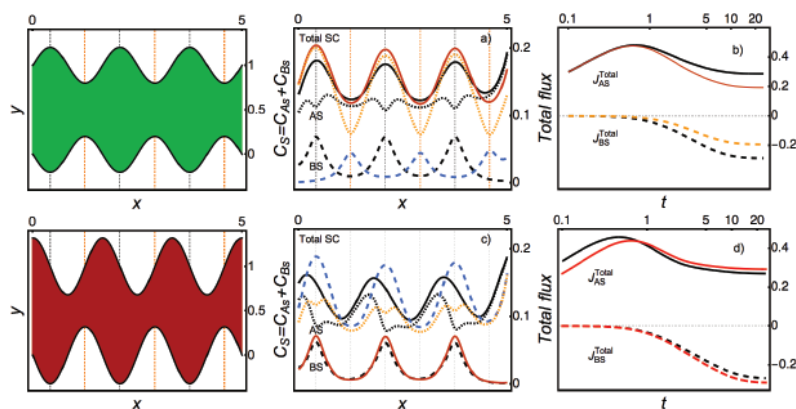 0 5
1
0.5
0
y
x
0 5
Total SC a)
0.2
0.1
0
AS
BS
C_S=C_As+C_Bs
x
0.1 1 5 10 20
b)
0.4
0.2
-0.2
J_AS^Total
J_BS^Total
Total flux
t
0 5
1
0.5
0
y
x
0 5
Total SC c)
0.2
0.1
0
AS
BS
C_S=C_As+C_Bs
x
0.1 1 5 10 20
d)
0.4
0.2
0
-0.2
J_AS^Total
J_BS^Total
Total flux
t